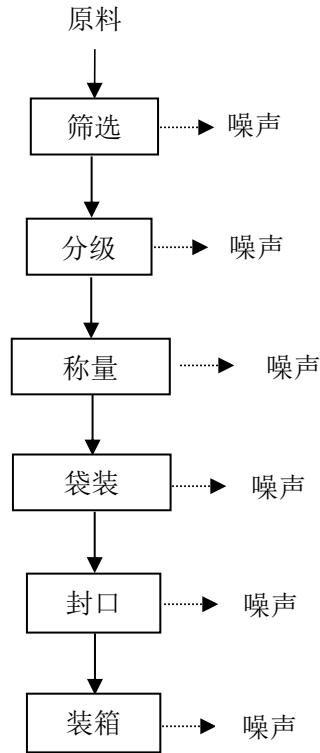 原料
筛选 噪声
分级 噪声
称量 噪声
袋装 噪声
封口 噪声
装箱 噪声